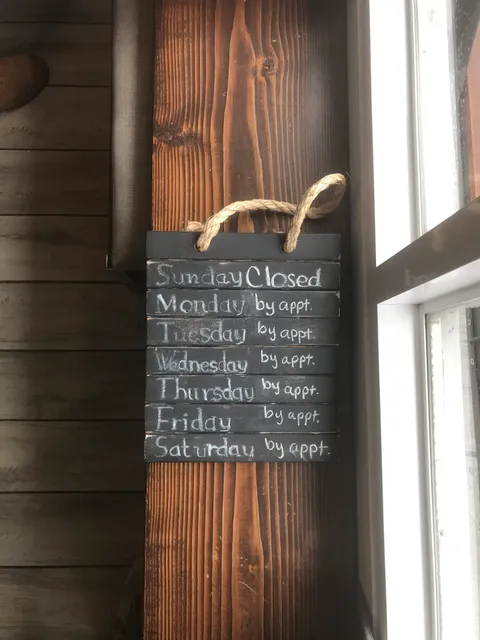 Sunday Closed
Monday by appt.
Tuesday by appt.
Wednesday by appt.
Thursday by appt.
Friday by appt.
Saturday by appt.